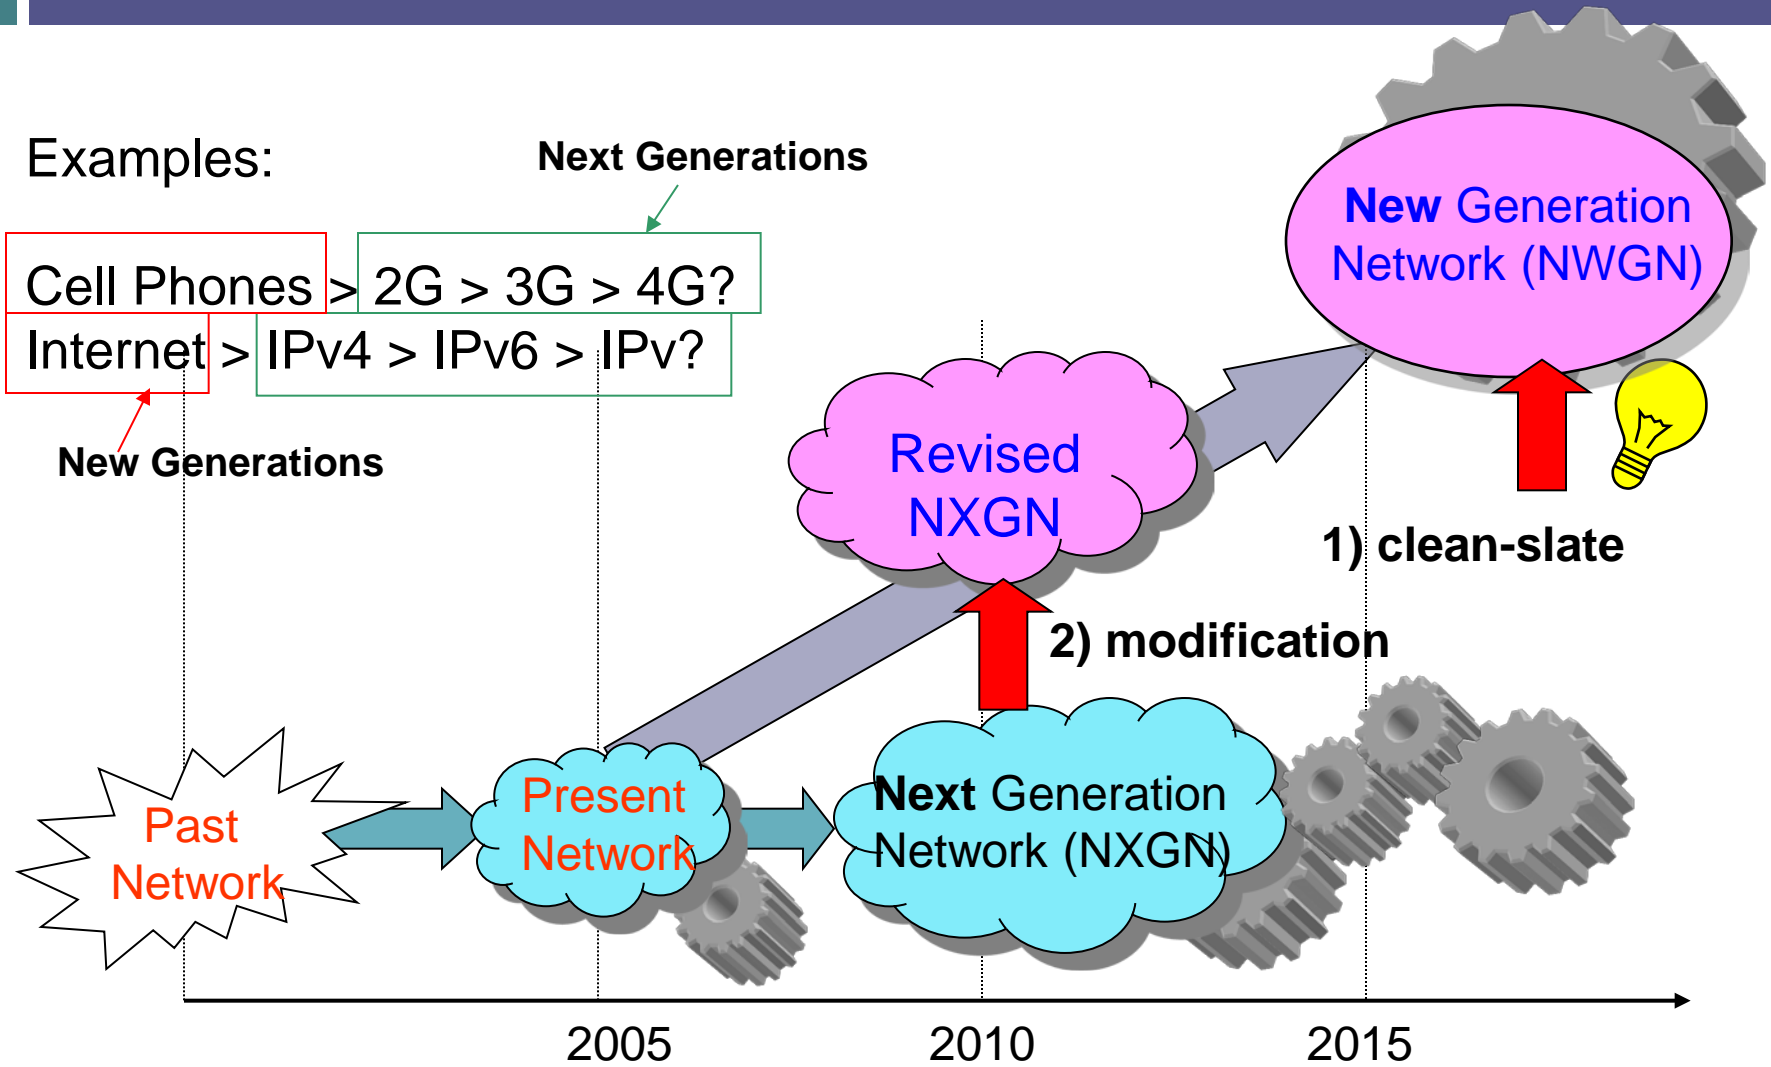 Examples:
Next Generations
Cell Phones > 2G > 3G > 4G?
Internet > IPv4 > IPv6 > IPv?
New Generations
New Generation
Network (NWGN)
Revised
NXGN
1) clean-slate
2) modification
Past
Network
Present
Network
Next Generation
Network (NXGN)
2005
2010
2015